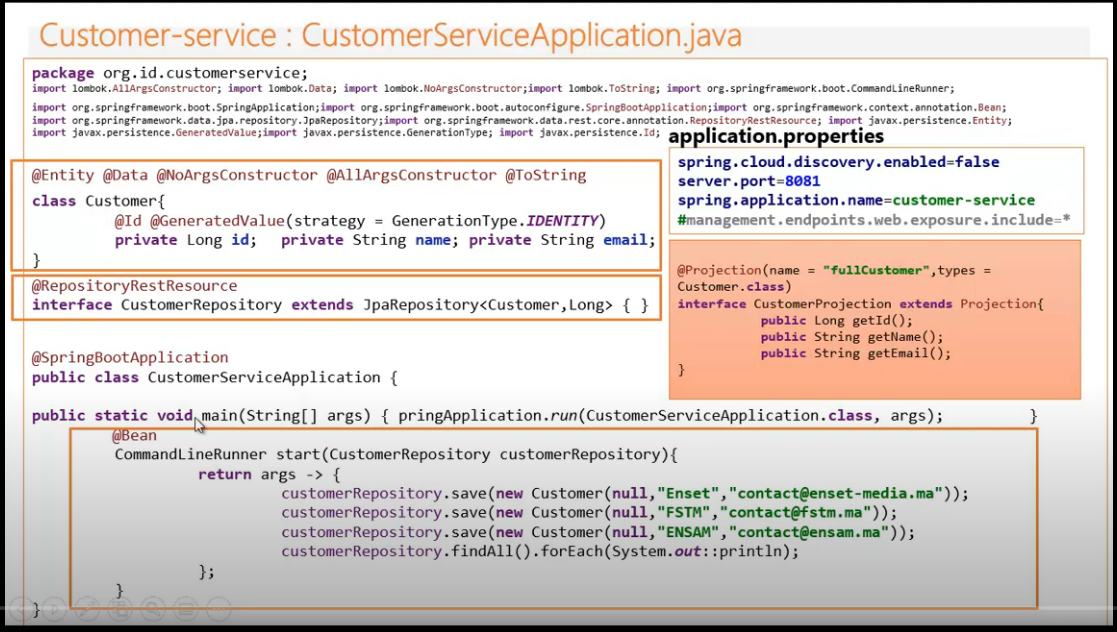 Customer-service : CustomerServiceApplication.java
package org.id.customerservice;
import lombok.AllArgsConstructor; import lombok.Data; import lombok.NoArgsConstructor;import lombok.ToString; import org.springframework.boot.CommandLineRunner;
import org.springframework.boot.SpringApplication;import org.springframework.boot.autoconfigure.SpringBootApplication;import org.springframework.context.annotation.Bean;
import org.springframework.data.jpa.repository.JpaRepository;import org.springframework.data.rest.core.annotation.RepositoryRestResource; import javax.persistence.Entity;
import javax.persistence.GeneratedValue;import javax.persistence.GenerationType; import javax.persistence.Id;
@Entity @Data @NoArgsConstructor @AllArgsConstructor @ToString
class Customer{
@Id @GeneratedValue(strategy = GenerationType.IDENTITY)
private Long id; private String name; private String email;
}
@RepositoryRestResource
interface CustomerRepository extends JpaRepository<Customer,Long> { }
application.properties
spring.cloud.discovery.enabled=false
server.port=8081
spring.application.name=customer-service
#management.endpoints.web.exposure.include=*
@Projection(name = "fullCustomer",types =
Customer.class)
interface CustomerProjection extends Projection{
public Long getId();
public String getName();
public String getEmail();
}
@SpringBootApplication
public class CustomerServiceApplication {
public static void main(String[] args) { pringApplication.run(CustomerServiceApplication.class, args); }
@Bean
CommandLineRunner start(CustomerRepository customerRepository){
return args -> {
customerRepository.save(new Customer(null,"Enset","contact@enset-media.ma"));
customerRepository.save(new Customer(null,"FSTM","contact@fstm.ma"));
customerRepository.save(new Customer(null,"ENSAM","contact@ensam.ma"));
customerRepository.findAll().forEach(System.out::println);
};
}
}